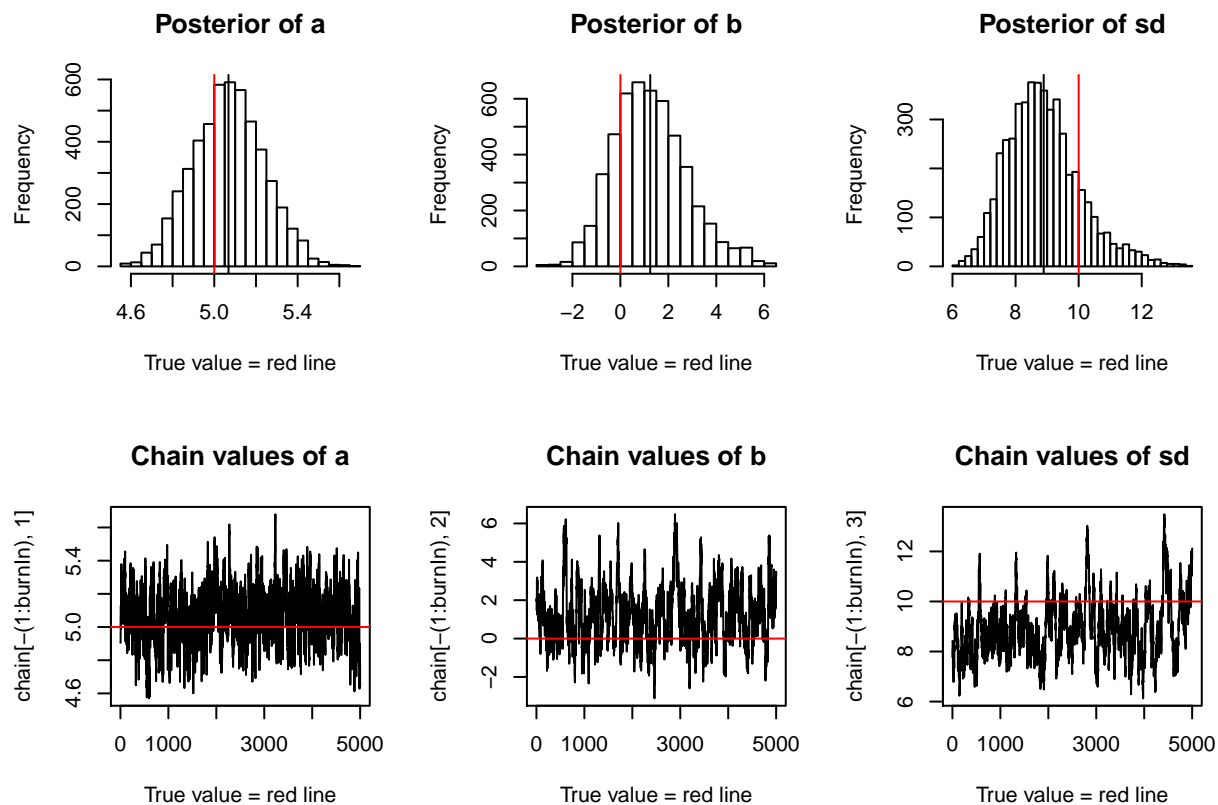 Posterior of a
Posterior of b
Posterior of sd
Frequency
0 200 400 600
4.6 5.0 5.4
True value = red line
Frequency
0 200 400 600
−2 0 2 4 6
True value = red line
Frequency
0 100 300
6 8 10 12
True value = red line
Chain values of a
Chain values of b
Chain values of sd
chain[−(1:burnIn), 1]
4.6 5.0 5.4
0 1000 3000 5000
True value = red line
chain[−(1:burnIn), 2]
−2 0 2 4 6
0 1000 3000 5000
True value = red line
chain[−(1:burnIn), 3]
6 8 10 12
0 1000 3000 5000
True value = red line